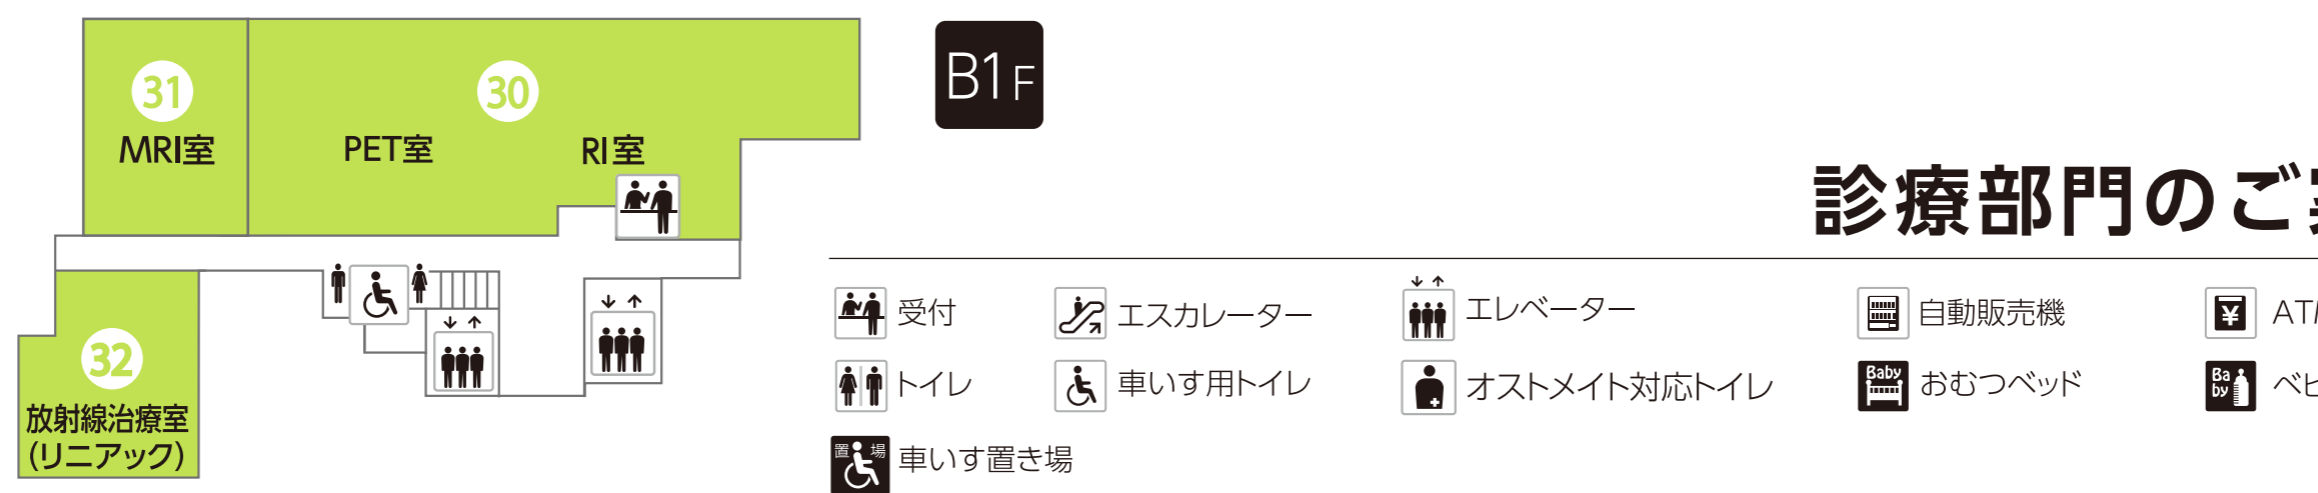 31
MRI室
30
PET室
RI室
32
放射線治療室
(リニアック)
B1F
診療部門のご
受付
エスカレーター
エレベーター
自動販売機
¥
トイレ
車いす用トイレ
オストメイト対応トイレ
Baby
おむつベッド
Ba
by
置 場
車いす置き場